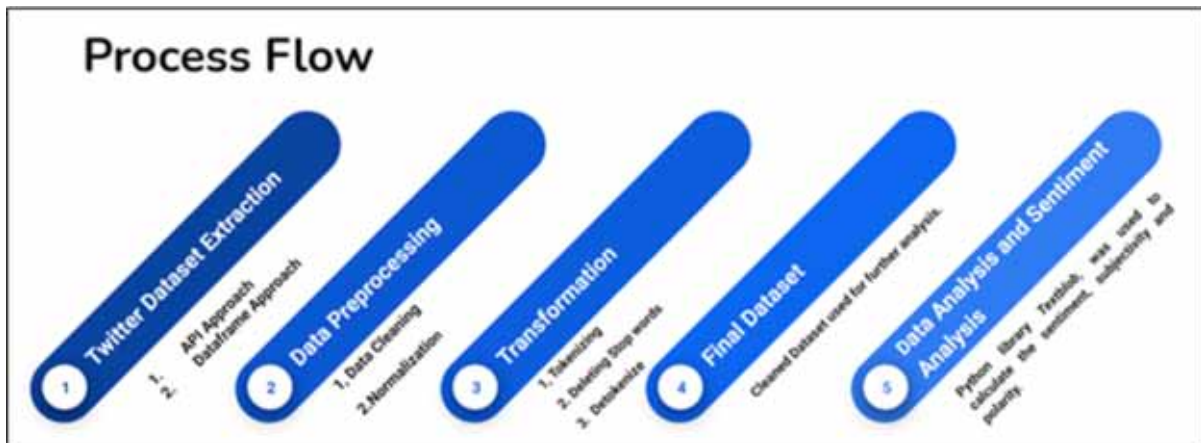 Process Flow
1
Twitter Dataset Extraction
1. API Approach
2. Dataframe Approach
2
Data Preprocessing
1, Data Cleaning
2.Normalization
3
Transformation
1, Tokenizing
2. Deleting Stop words
3. Detokenize
4
Final Dataset
Cleaned Dataset used for further analysis.
5
Data Analysis and Sentiment
Analysis
Python library Textblob, was used to
calculate the sentiment, subjectivity and
polarity.